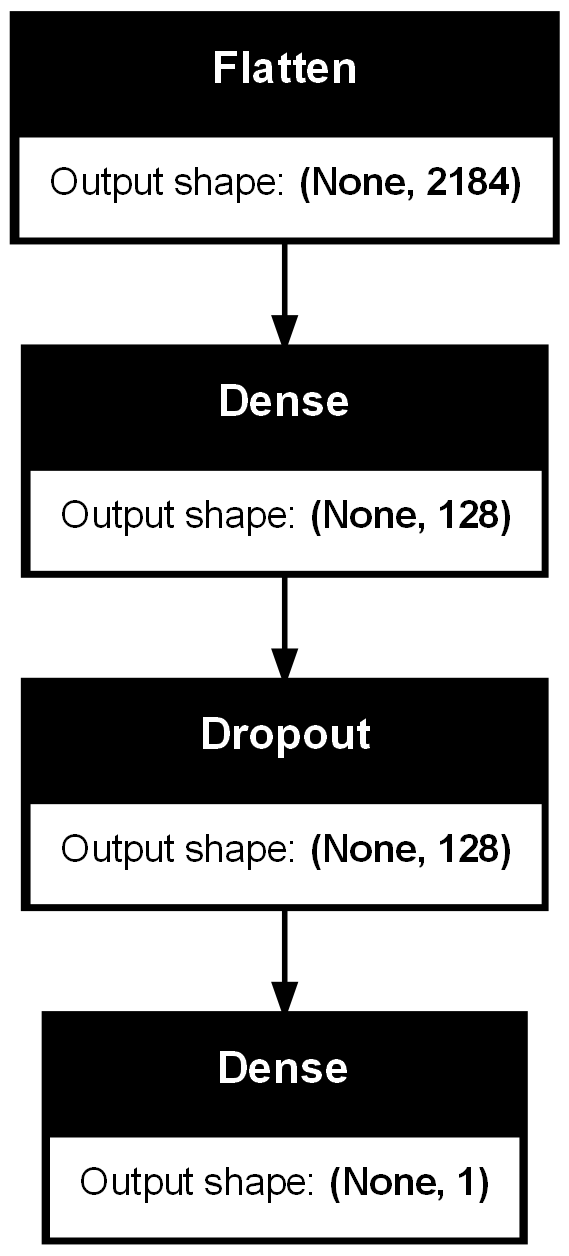 Flatten
Output shape: (None, 2184)
Dense
Output shape: (None, 128)
Dropout
Output shape: (None, 128)
Dense
Output shape: (None, 1)